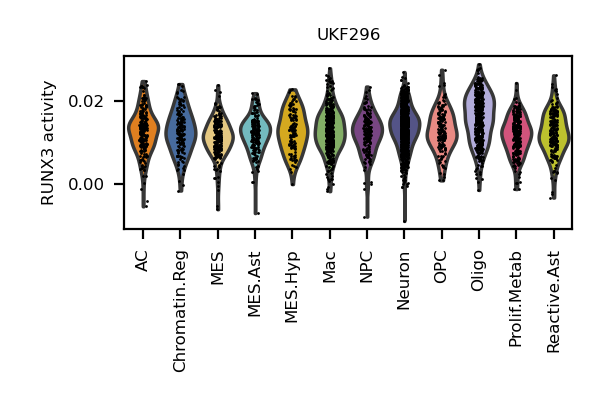 UKF296
RUNX3 activity
0.02
0.00
AC
Chromatin.Reg
MES
MES.Ast
MES.Hyp
Mac
NPC
Neuron
OPC
Oligo
Prolif.Metab
Reactive.Ast